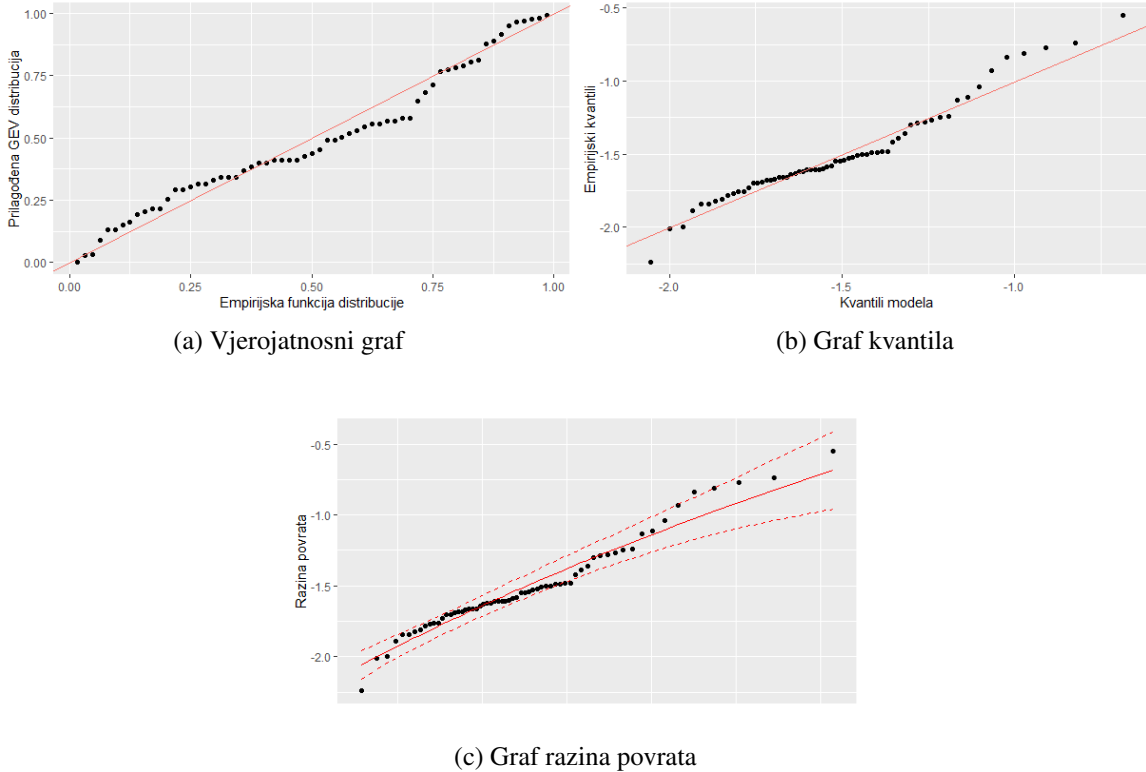 1.00
0.75
0.50
0.25
0.00
Prilagođena GEV distribucija
0.00 0.25 0.50 0.75 1.00
Empirijska funkcija distribucije
(a) Vjerojatnosni graf
-0.5
-1.0
-1.5
-2.0
Empirijski kvantili
-2.0 -1.5 -1.0
Kvantili modela
(b) Graf kvantila
-0.5
-1.0
-1.5
-2.0
Razina povrata
(c) Graf razina povrata